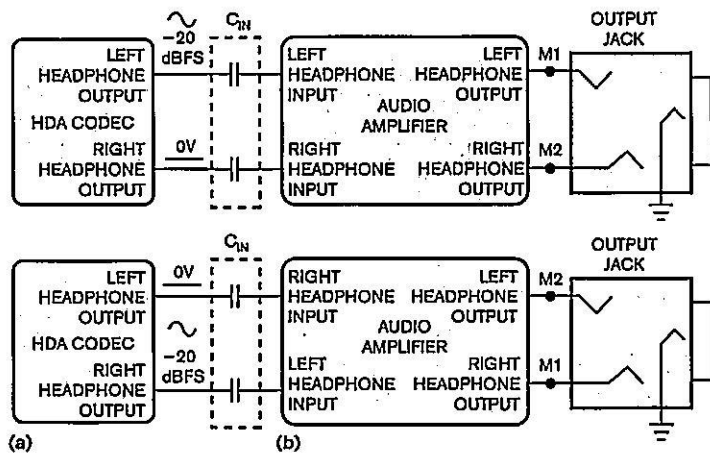 C_IN
OUTPUT
JACK
−20
dBFS
LEFT
HEADPHONE
OUTPUT
HDA CODEC
RIGHT
HEADPHONE
OUTPUT
0V
LEFT
HEADPHONE
INPUT
LEFT
HEADPHONE
OUTPUT
AUDIO
AMPLIFIER
RIGHT
HEADPHONE
INPUT
RIGHT
HEADPHONE
OUTPUT
M1
M2
C_IN
OUTPUT
JACK
0V
LEFT
HEADPHONE
OUTPUT
HDA CODEC
RIGHT
HEADPHONE
OUTPUT
−20
dBFS
RIGHT
HEADPHONE
INPUT
LEFT
HEADPHONE
OUTPUT
AUDIO
AMPLIFIER
LEFT
HEADPHONE
INPUT
RIGHT
HEADPHONE
OUTPUT
M2
M1
(a)
(b)